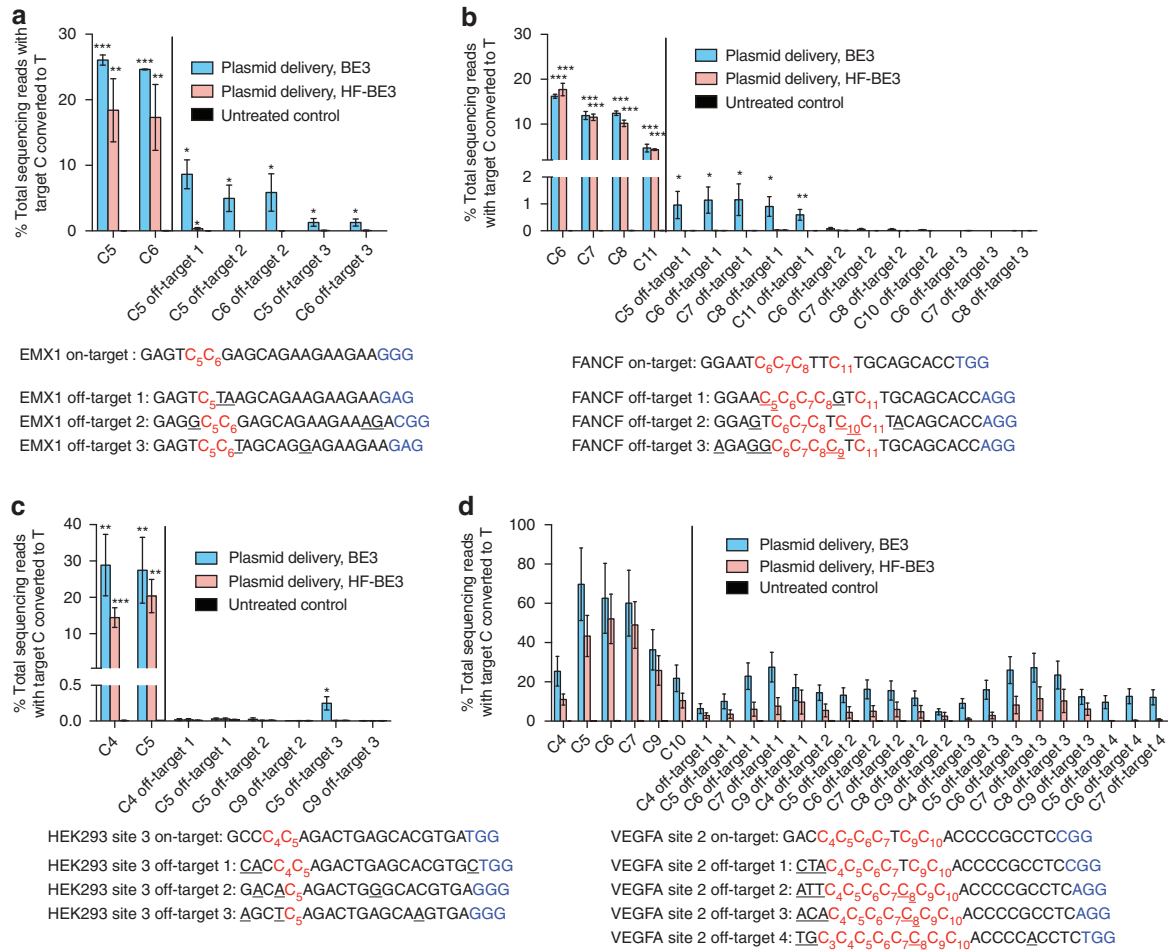 a
% Total sequencing reads with
target C converted to T
30
20
10
0
***
**
***
**
*
*
*
*
*
*
Plasmid delivery, BE3
Plasmid delivery, HF-BE3
Untreated control
C5
C6
C5 off-target 1
C5 off-target 2
C6 off-target 2
C5 off-target 3
C6 off-target 3
EMX1 on-target : GAGTC5C6GAGCAGAAGAAGAAGGG
EMX1 off-target 1: GAGTC5TAAGCAGAAGAAGAAGAG
EMX1 off-target 2: GAGGC5C6GAGCAGAAGAAAGACGG
EMX1 off-target 3: GAGTC5C6TAGCAGGAGAAGAAGAG
b
% Total sequencing reads
with target C converted to T
30
20
10
2
1
0
***
***
***
***
***
***
***
***
*
*
*
*
**
Plasmid delivery, BE3
Plasmid delivery, HF-BE3
Untreated control
C6
C7
C8
C11
C5 off-target 1
C6 off-target 1
C7 off-target 1
C8 off-target 1
C11 off-target 1
C6 off-target 2
C7 off-target 2
C8 off-target 2
C10 off-target 2
C6 off-target 3
C7 off-target 3
C8 off-target 3
FANCF on-target: GGAATC6C7C8TTC11TGCAGCACCTGG
FANCF off-target 1: GGAAC5C6C7C8GTC11TGCAGCACCAGG
FANCF off-target 2: GGAGTC6C7C8TC10C11TACAGCACCAGG
FANCF off-target 3: AGAGGC6C7C8C9TC11TGCAGCACCAGG
c
% Total sequencing reads
with target C converted to T
40
30
20
10
0.5
0.0
**
***
**
**
*
Plasmid delivery, BE3
Plasmid delivery, HF-BE3
Untreated control
C4
C5
C4 off-target 1
C5 off-target 1
C5 off-target 2
C9 off-target 2
C5 off-target 3
C9 off-target 3
HEK293 site 3 on-target: GCCC4C5AGACTGAGCACGTGATGG
HEK293 site 3 off-target 1: CACC4C5AGACTGAGCACGTGCTGG
HEK293 site 3 off-target 2: GACAC5AGACTGGGCACGTGAGGG
HEK293 site 3 off-target 3: AGCTC5AGACTGAGCAAGTGAGGG
d
% Total sequencing reads
with target C converted to T
100
80
60
40
20
0
Plasmid delivery, BE3
Plasmid delivery, HF-BE3
Untreated control
C4
C5
C6
C7
C9
C10
C4 off-target 1
C5 off-target 1
C6 off-target 1
C7 off-target 1
C9 off-target 1
C4 off-target 2
C5 off-target 2
C6 off-target 2
C7 off-target 2
C8 off-target 2
C9 off-target 2
C4 off-target 3
C5 off-target 3
C6 off-target 3
C7 off-target 3
C8 off-target 3
C9 off-target 3
C5 off-target 4
C6 off-target 4
C7 off-target 4
VEGFA site 2 on-target: GACC4C5C6C7TC9C10ACCCCGCCTCCGG
VEGFA site 2 off-target 1: CTAC4C5C6C7TC9C10ACCCCGCCTCCGG
VEGFA site 2 off-target 2: ATTC4C5C6C7C8C9C10ACCCCGCCTCAGG
VEGFA site 2 off-target 3: ACAC4C5C6C7C8C9C10ACCCCGCCTCAGG
VEGFA site 2 off-target 4: TGC3C4C5C6C7C8C9C10ACCCCACCTCTGG